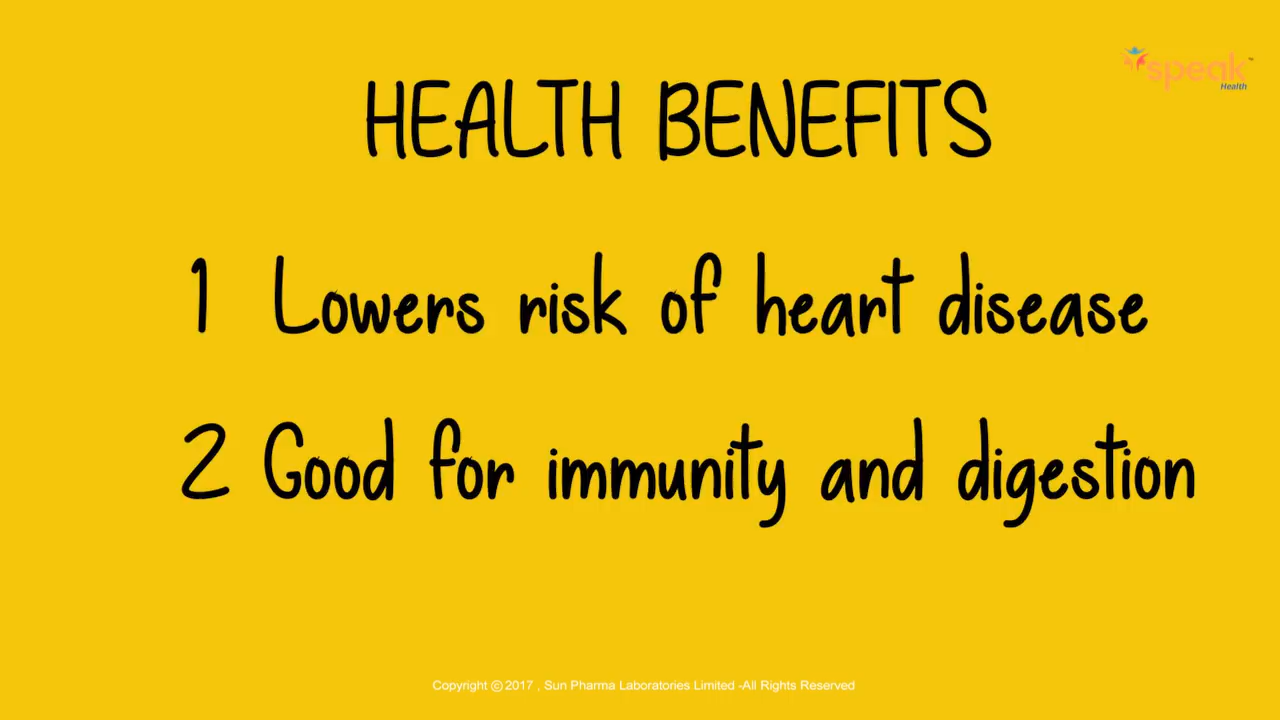 speak™
Health
HEALTH BENEFITS
1 Lowers risk of heart disease
2 Good for immunity and digestion
Copyright ©2017 , Sun Pharma Laboratories Limited -All Rights Reserved